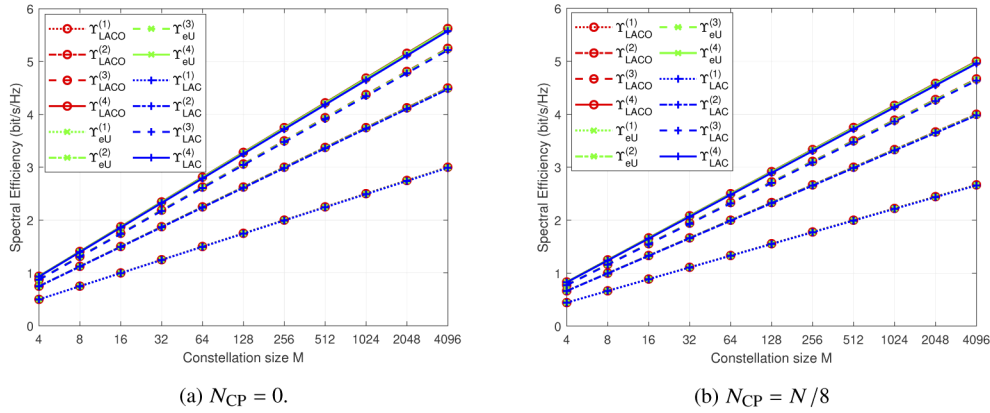 6
5
4
3
2
1
0
Spectral Efficiency (bit/s/Hz)
ϒ(1)LACO
ϒ(2)LACO
ϒ(3)LACO
ϒ(4)LACO
ϒ(1)eU
ϒ(2)eU
ϒ(3)eU
ϒ(4)eU
ϒ(1)LAC
ϒ(2)LAC
ϒ(3)LAC
ϒ(4)LAC
4 8 16 32 64 128 256 512 1024 2048 4096
Constellation size M
(a) N_CP = 0.
6
5
4
3
2
1
0
Spectral Efficiency (bit/s/Hz)
ϒ(1)LACO
ϒ(2)LACO
ϒ(3)LACO
ϒ(4)LACO
ϒ(1)eU
ϒ(2)eU
ϒ(3)eU
ϒ(4)eU
ϒ(1)LAC
ϒ(2)LAC
ϒ(3)LAC
ϒ(4)LAC
4 8 16 32 64 128 256 512 1024 2048 4096
Constellation size M
(b) N_CP = N/8